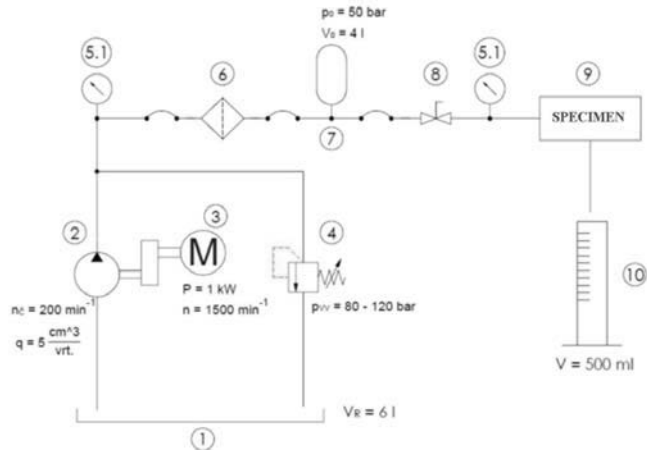 p₀ = 50 bar
V₀ = 4 l
5.1
6
8
5.1
9
SPECIMEN
7
2
3
4
M
10
P = 1 kW
n = 1500 min⁻¹
nč = 200 min⁻¹
q = 5 cm^3
vrt.
pvv = 80 - 120 bar
V = 500 ml
VR = 6 l
1